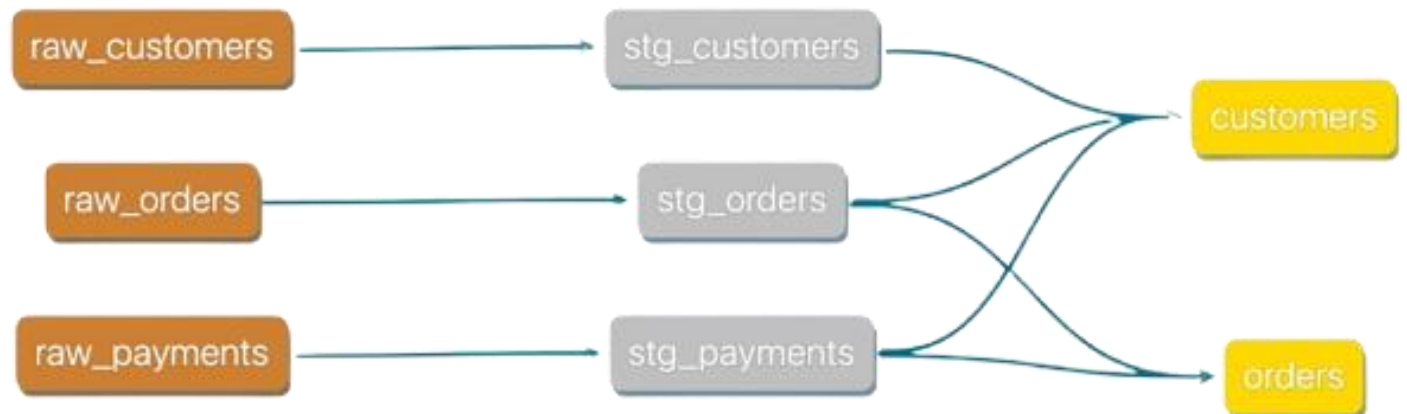 raw_customers
stg_customers
customers
raw_orders
stg_orders
raw_payments
stg_payments
orders